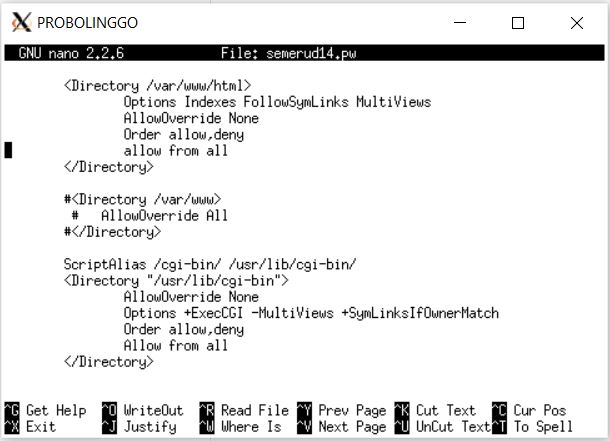 PROBOLINGGO
GNU nano 2.2.6 File: semerud14.pw
<Directory /var/www/html>
Options Indexes FollowSymLinks MultiViews
AllowOverride None
Order allow,deny
allow from all
</Directory>
#<Directory /var/www>
# AllowOverride All
#</Directory>
ScriptAlias /cgi-bin/ /usr/lib/cgi-bin/
<Directory "/usr/lib/cgi-bin">
AllowOverride None
Options +ExecCGI -MultiViews +SymLinksIfOwnerMatch
Order allow,deny
Allow from all
</Directory>
^G Get Help ^O WriteOut ^R Read File ^Y Prev Page ^K Cut Text ^C Cur Pos
^X Exit ^J Justify ^W Where Is ^V Next Page ^U UnCut Text^T To Spell